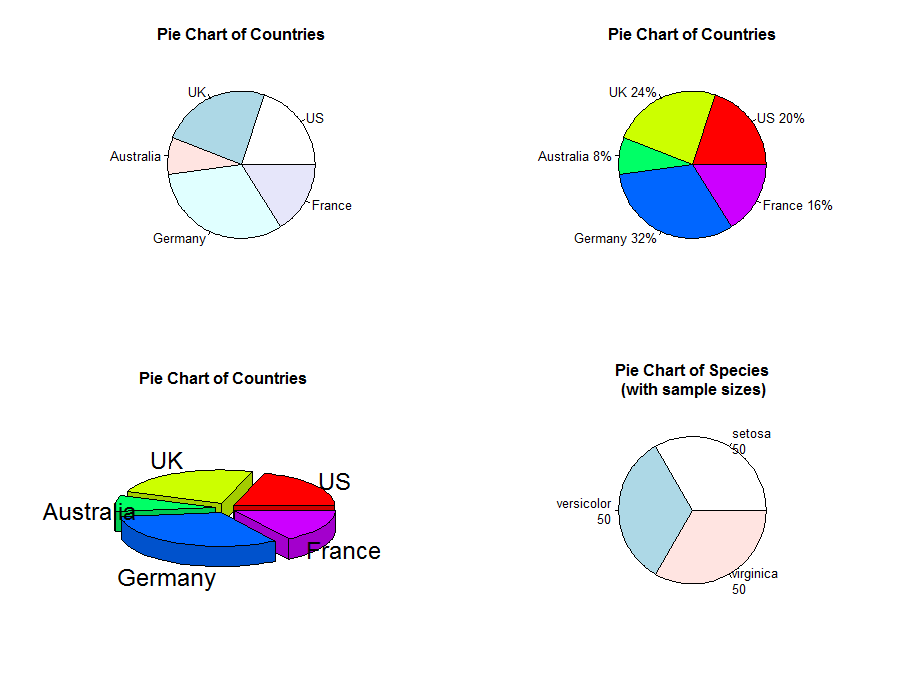 Pie Chart of Countries
UK
US
Australia
France
Germany
Pie Chart of Countries
UK 24%
US 20%
Australia 8%
France 16%
Germany 32%
Pie Chart of Countries
UK
US
Australia
France
Germany
Pie Chart of Species
(with sample sizes)
setosa
50
versicolor
50
virginica
50